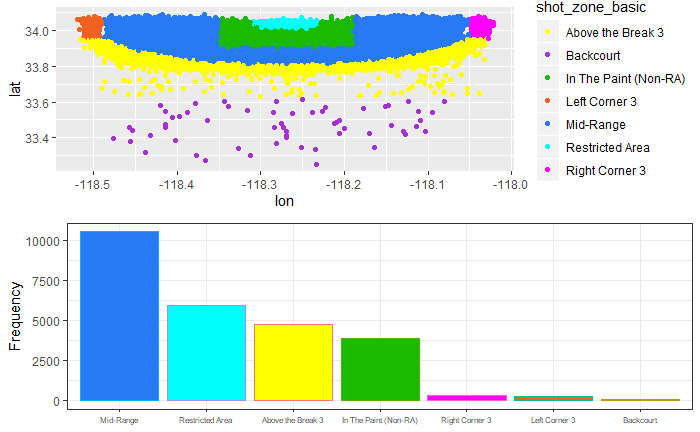 shot_zone_basic
Above the Break 3
Backcourt
In The Paint (Non-RA)
Left Corner 3
Mid-Range
Restricted Area
Right Corner 3
lat
34.0
33.8
33.6
33.4
-118.5 -118.4 -118.3 -118.2 -118.1 -118.0
lon
Frequency
10000
7500
5000
2500
0
Mid-Range Restricted Area Above the Break 3 In The Paint (Non-RA) Right Corner 3 Left Corner 3 Backcourt